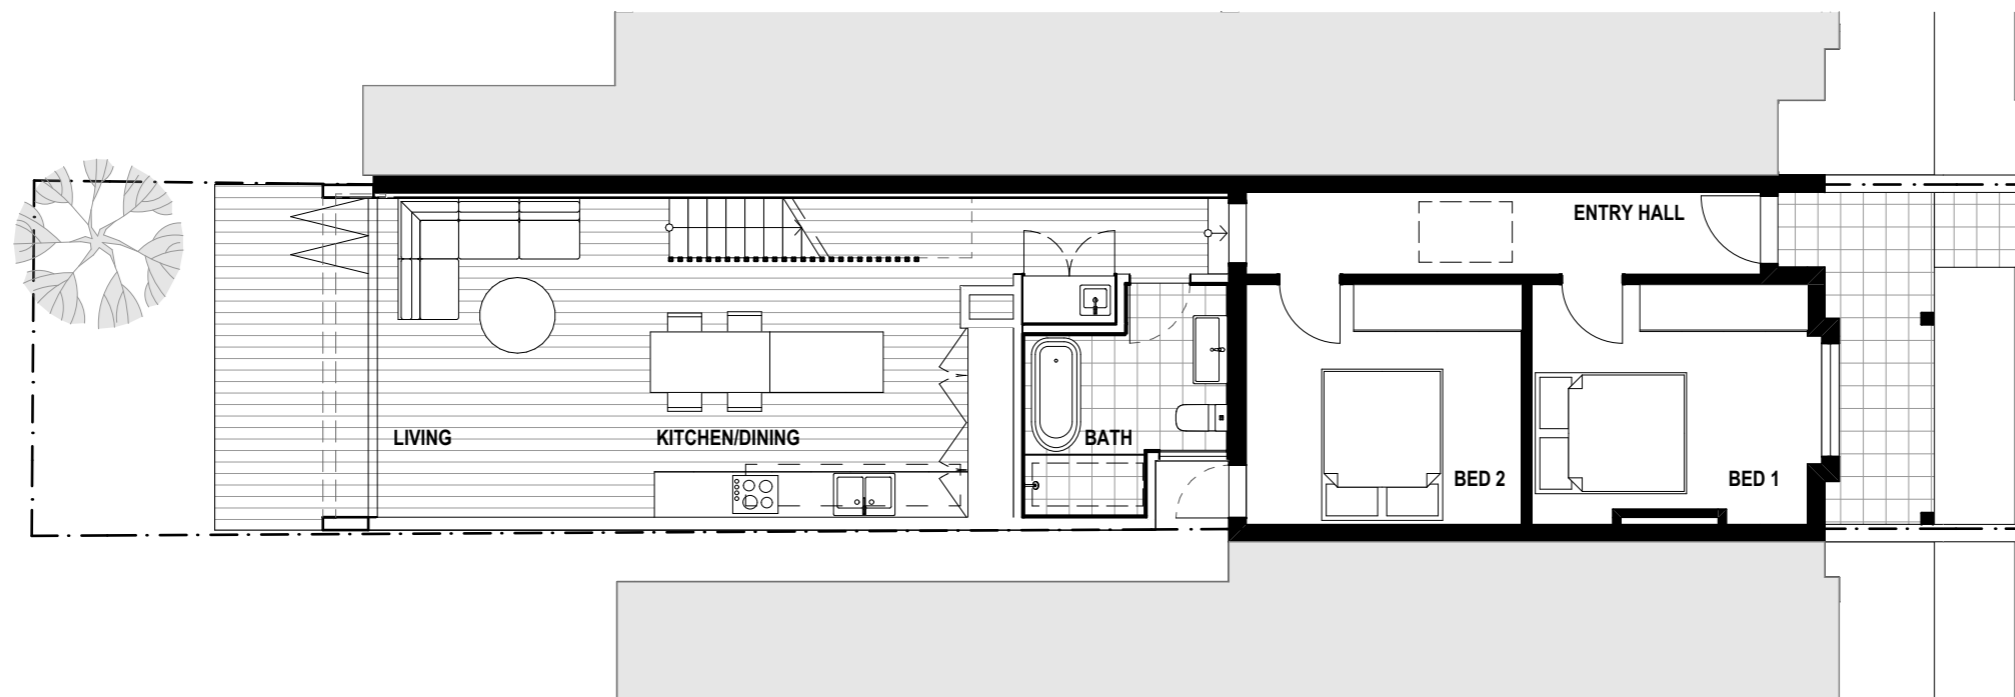 ENTRY HALL
LIVING
KITCHEN/DINING
BATH
BED 2
BED 1